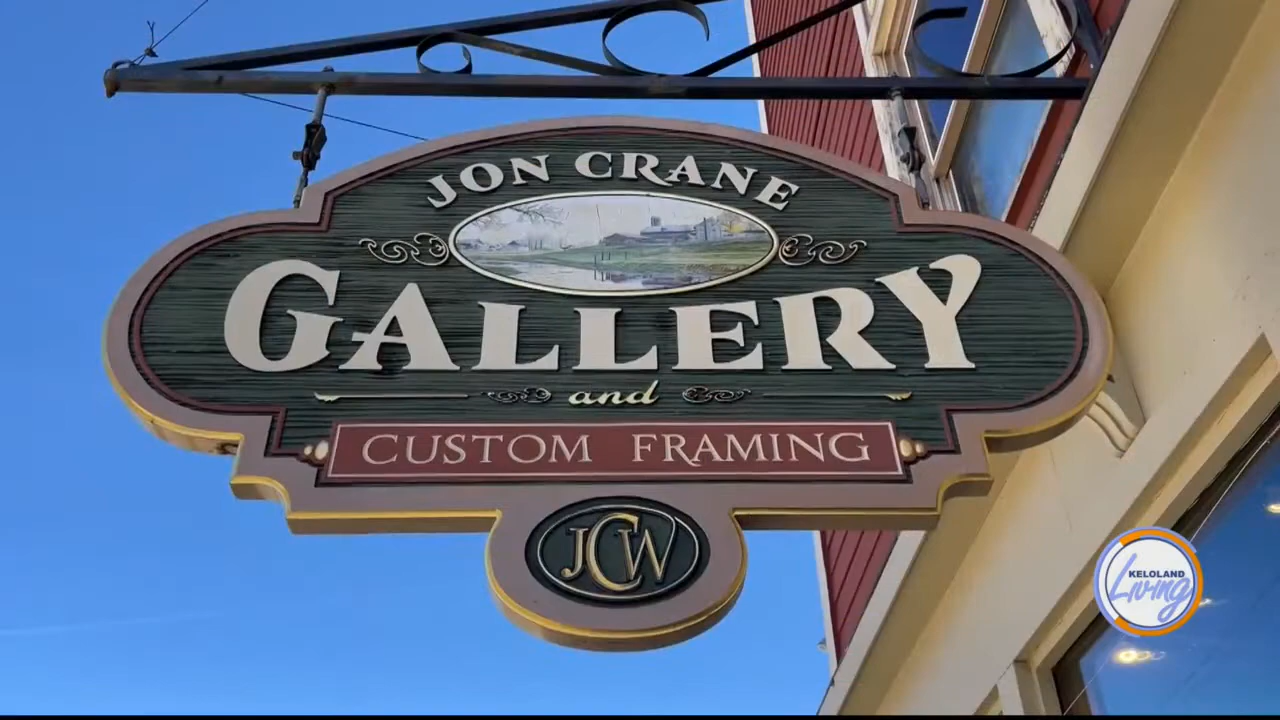 JON CRANE
GALLERY
and
CUSTOM FRAMING
JCW
KELOLAND
Living